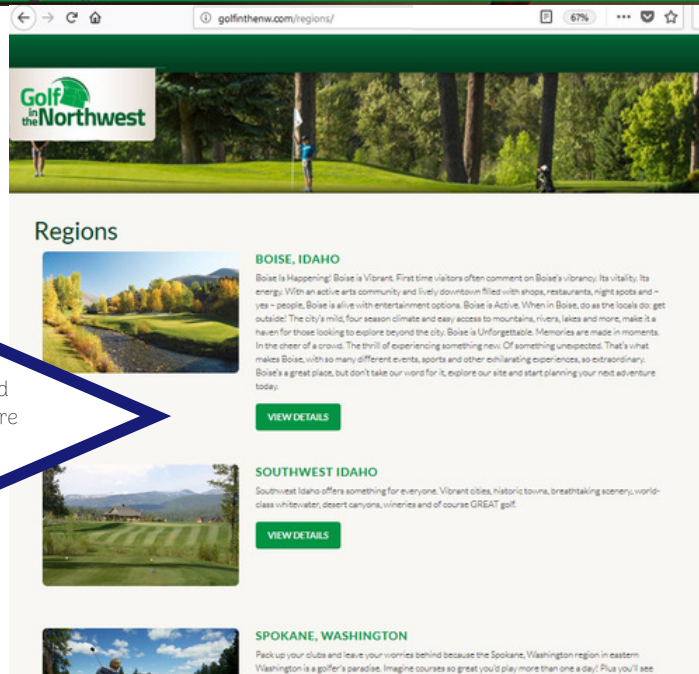 golfinthenw.com/regions/
67%
Golf
in
the Northwest
Regions
BOISE, IDAHO
Boise Is Happening! Boise is Vibrant. First time visitors often comment on Boise's vibrancy. Its vitality. Its
energy. With an active arts community and lively downtown filled with shops, restaurants, night spots and –
yes – people, Boise is alive with entertainment options. Boise is Active. When in Boise, do as the locals do: get
outside! The city's mild, four season climate and easy access to mountains, rivers, lakes and more, make it a
haven for those looking to explore beyond the city. Boise is Unforgettable. Memories are made in moments.
In the cheer of a crowd. The thrill of experiencing something new. Of something unexpected. That's what
makes Boise, with so many different events, sports and other exhilarating experiences, so extraordinary.
Boise's a great place, but don't take our word for it, explore our site and start planning your next adventure
today.
VIEW DETAILS
d
re
SOUTHWEST IDAHO
Southwest Idaho offers something for everyone. Vibrant cities, historic towns, breathtaking scenery, world-
class whitewater, desert canyons, wineries and of course GREAT golf.
VIEW DETAILS
SPOKANE, WASHINGTON
Pack up your clubs and leave your worries behind because the Spokane, Washington region in eastern
Washington is a golfer's paradise. Imagine courses so great you'd play more than one a day! Plus you'll see